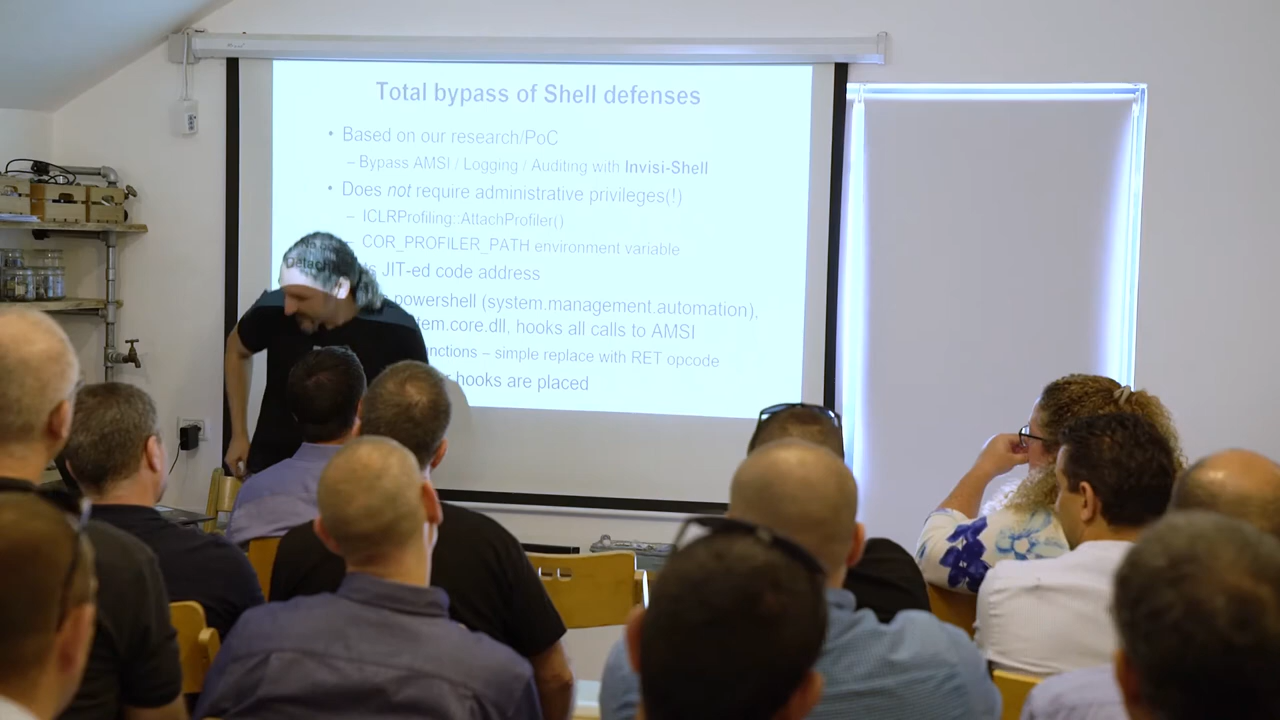 Total bypass of Shell defenses
• Based on our research/PoC
– Bypass AMSI / Logging / Auditing with Invisi-Shell
• Does not require administrative privileges(!)
– ICLRProfiling::AttachProfiler()
– COR_PROFILER_PATH environment variable
JIT-ed code address
powershell (system.management.automation),
tem.core.dll, hooks all calls to AMSI
unctions – simple replace with RET opcode
hooks are placed